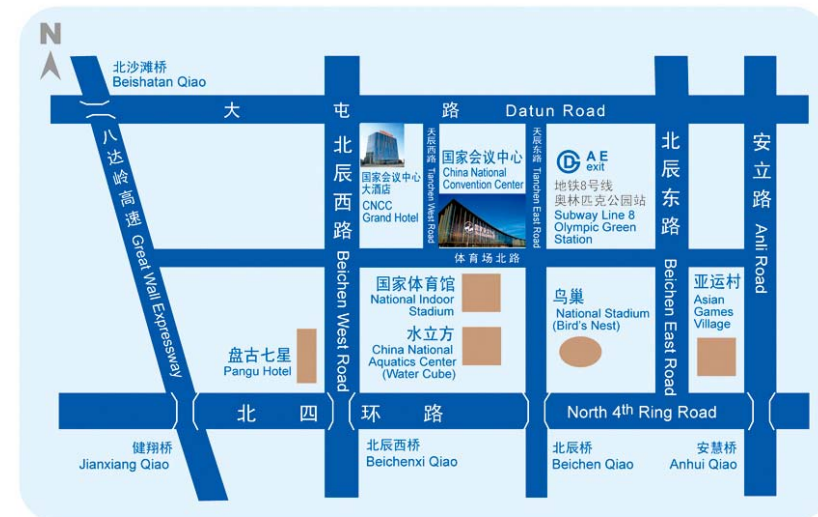 N
北沙滩桥
Beishatan Qiao
大屯路 Datun Road
八达岭高速 Great Wall Expressway
北辰西路 Beichen West Road
国家会议中心
大酒店
CNCC
Grand Hotel
天辰西路 Tianchen West Road
国家会议中心
China National
Convention Center
天辰东路 Tianchen East Road
A E
exit
地铁8号线
奥林匹克公园站
Subway Line 8
Olympic Green
Station
北辰东路 Beichen East Road
安立路 Anli Road
体育场北路
国家体育馆
National Indoor
Stadium
水立方
China National
Aquatics Center
(Water Cube)
盘古七星
Pangu Hotel
鸟巢
National Stadium
(Bird's Nest)
亚运村
Asian
Games
Village
北四环路 North 4th Ring Road
健翔桥
Jianxiang Qiao
北辰西桥
Beichenxi Qiao
北辰桥
Beichen Qiao
安慧桥
Anhui Qiao